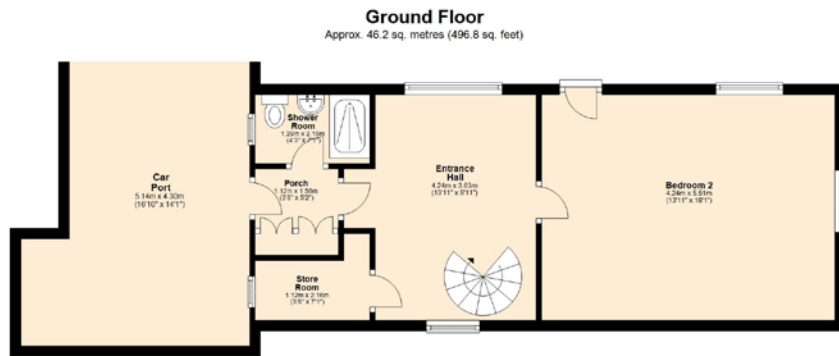 Ground Floor
Approx. 46.2 sq. metres (496.8 sq. feet)
Shower
Room
1.29m x 2.16m
(4'3" x 7'1")
Car
Port
5.14m x 4.30m
(16'10" x 14'1")
Porch
1.12m x 1.58m
(3'8" x 5'2")
Entrance
Hall
4.24m x 3.03m
(13'11" x 9'11")
Bedroom 2
4.24m x 5.51m
(13'11" x 18'1")
Store
Room
1.12m x 2.16m
(3'8" x 7'1")